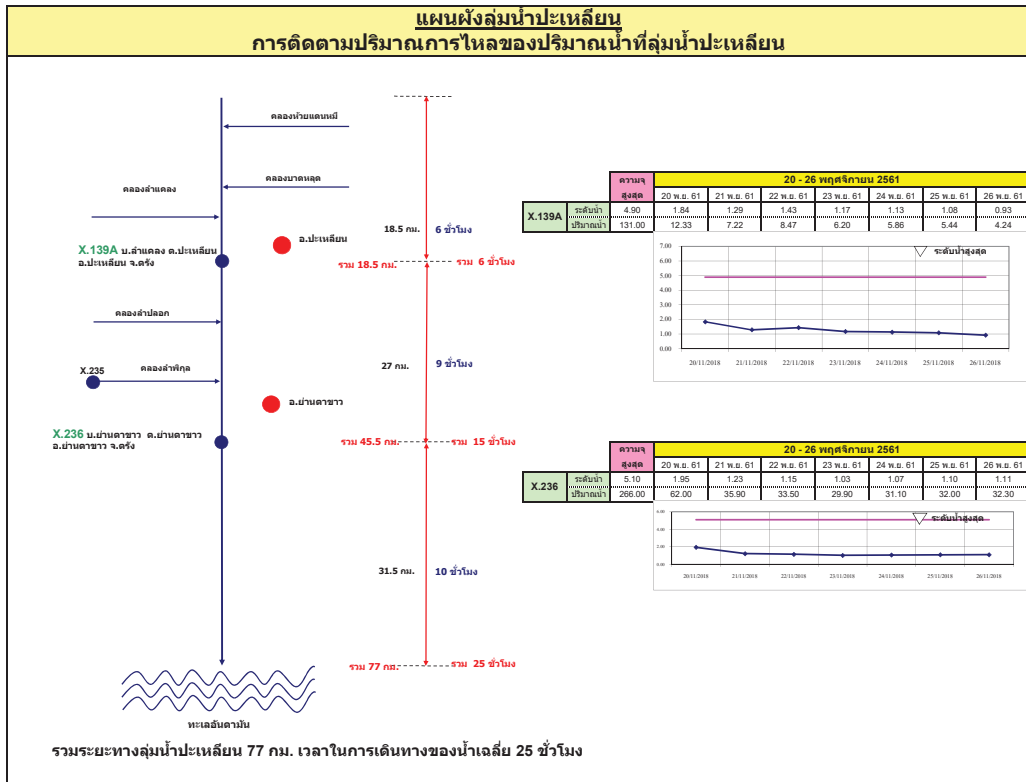 แผนผังลุ่มน้ำปะเหลียน
การติดตามปริมาณการไหลของปริมาณน้ำที่ลุ่มน้ำปะเหลียน
คลองห้วยแดนหมี
คลองบาดหลุด
คลองลำแคลง
18.5 กม.
6 ชั่วโมง
อ.ปะเหลียน
X.139A บ.ลำแคลง ต.ปะเหลียน
อ.ปะเหลียน จ.ตรัง
รวม 18.5 กม.
รวม 6 ชั่วโมง
คลองลำปลอก
X.235
คลองลำพิกุล
27 กม.
9 ชั่วโมง
อ.ย่านตาขาว
X.236 บ.ย่านตาขาว ต.ย่านตาขาว
อ.ย่านตาขาว จ.ตรัง
รวม 45.5 กม.
รวม 15 ชั่วโมง
31.5 กม.
10 ชั่วโมง
รวม 77 กม.
รวม 25 ชั่วโมง
ทะเลอันดามัน
รวมระยะทางลุ่มน้ำปะเหลียน 77 กม. เวลาในการเดินทางของน้ำเฉลี่ย 25 ชั่วโมง
ความจุ 20 - 26 พฤศจิกายน 2561
สูงสุด 20 พ.ย. 61 21 พ.ย. 61 22 พ.ย. 61 23 พ.ย. 61 24 พ.ย. 61 25 พ.ย. 61 26 พ.ย. 61
X.139A
ระดับน้ำ 4.90 1.84 1.29 1.43 1.17 1.13 1.08 0.93
ปริมาณน้ำ 131.00 12.33 7.22 8.47 6.20 5.86 5.44 4.24
ระดับน้ำสูงสุด
7.00
6.00
5.00
4.00
3.00
2.00
1.00
0.00
20/11/2018 21/11/2018 22/11/2018 23/11/2018 24/11/2018 25/11/2018 26/11/2018
ความจุ 20 - 26 พฤศจิกายน 2561
สูงสุด 20 พ.ย. 61 21 พ.ย. 61 22 พ.ย. 61 23 พ.ย. 61 24 พ.ย. 61 25 พ.ย. 61 26 พ.ย. 61
X.236
ระดับน้ำ 5.10 1.95 1.23 1.15 1.03 1.07 1.10 1.11
ปริมาณน้ำ 266.00 62.00 35.90 33.50 29.90 31.10 32.00 32.30
ระดับน้ำสูงสุด
6.00
4.00
2.00
0.00
20/11/2018 21/11/2018 22/11/2018 23/11/2018 24/11/2018 25/11/2018 26/11/2018